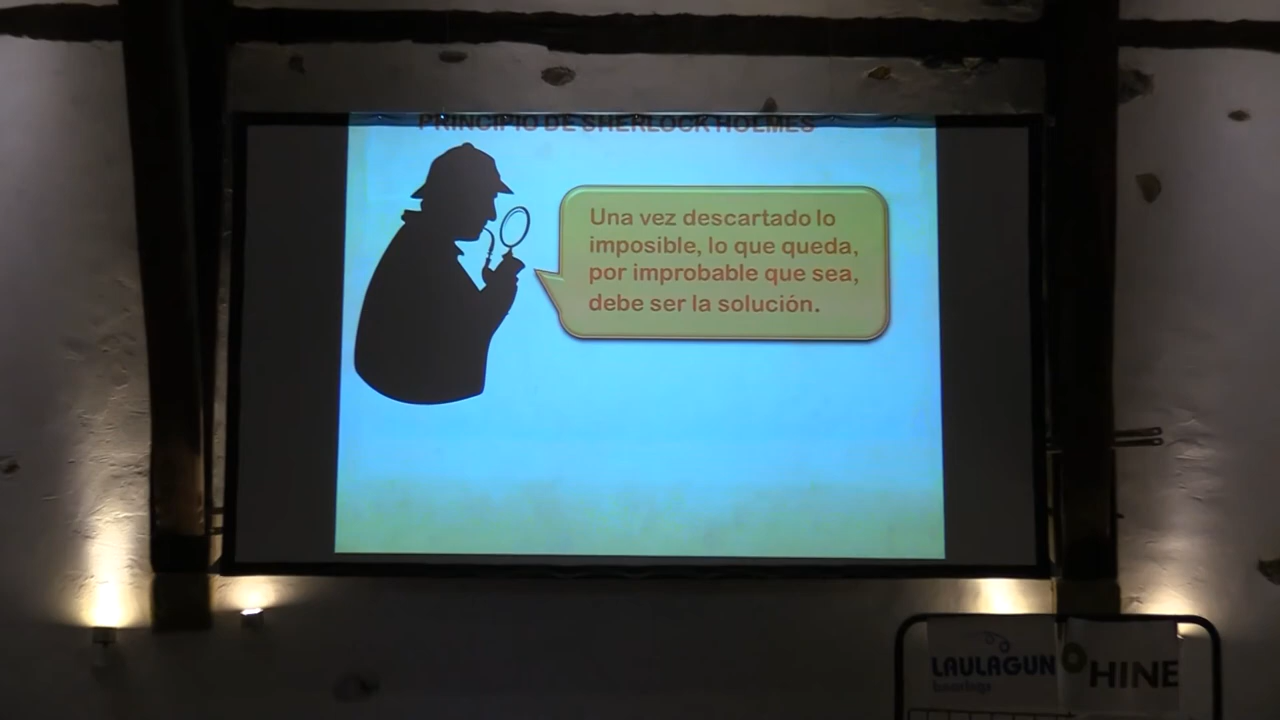 PRINCIPIO DE SHERLOCK HOLMES
Una vez descartado lo
imposible, lo que queda,
por improbable que sea,
debe ser la solución.
LAULAGUN
bearings
HINE